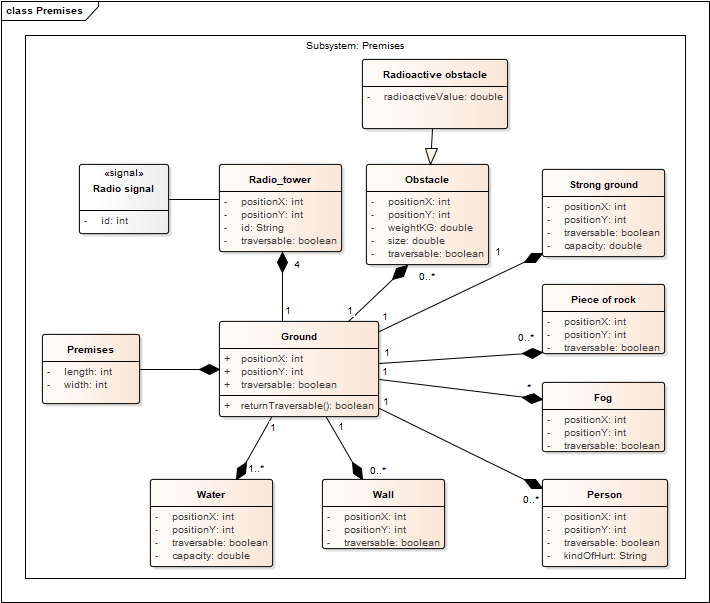 class Premises
Subsystem: Premises
Radioactive obstacle
- radioactiveValue: double
«signal»
Radio signal
- id: int
Radio_tower
- positionX: int
- positionY: int
- id: String
- traversable: boolean
Obstacle
- positionX: int
- positionY: int
- weightKG: double
- size: double
- traversable: boolean
Strong ground
- positionX: int
- positionY: int
- traversable: boolean
- capacity: double
4
0..*
1
1
1
1
Piece of rock
- positionX: int
- positionY: int
- traversable: boolean
Premises
- length: int
- width: int
Ground
+ positionX: int
+ positionY: int
+ traversable: boolean
+ returnTraversable(): boolean
1
0..*
1
*
1
Fog
- positionX: int
- positionY: int
- traversable: boolean
1
1
1..*
0..*
0..*
Water
- positionX: int
- positionY: int
- traversable: boolean
- capacity: double
Wall
- positionX: int
- positionY: int
- traversable: boolean
Person
- positionX: int
- positionY: int
- traversable: boolean
- kindOfHurt: String